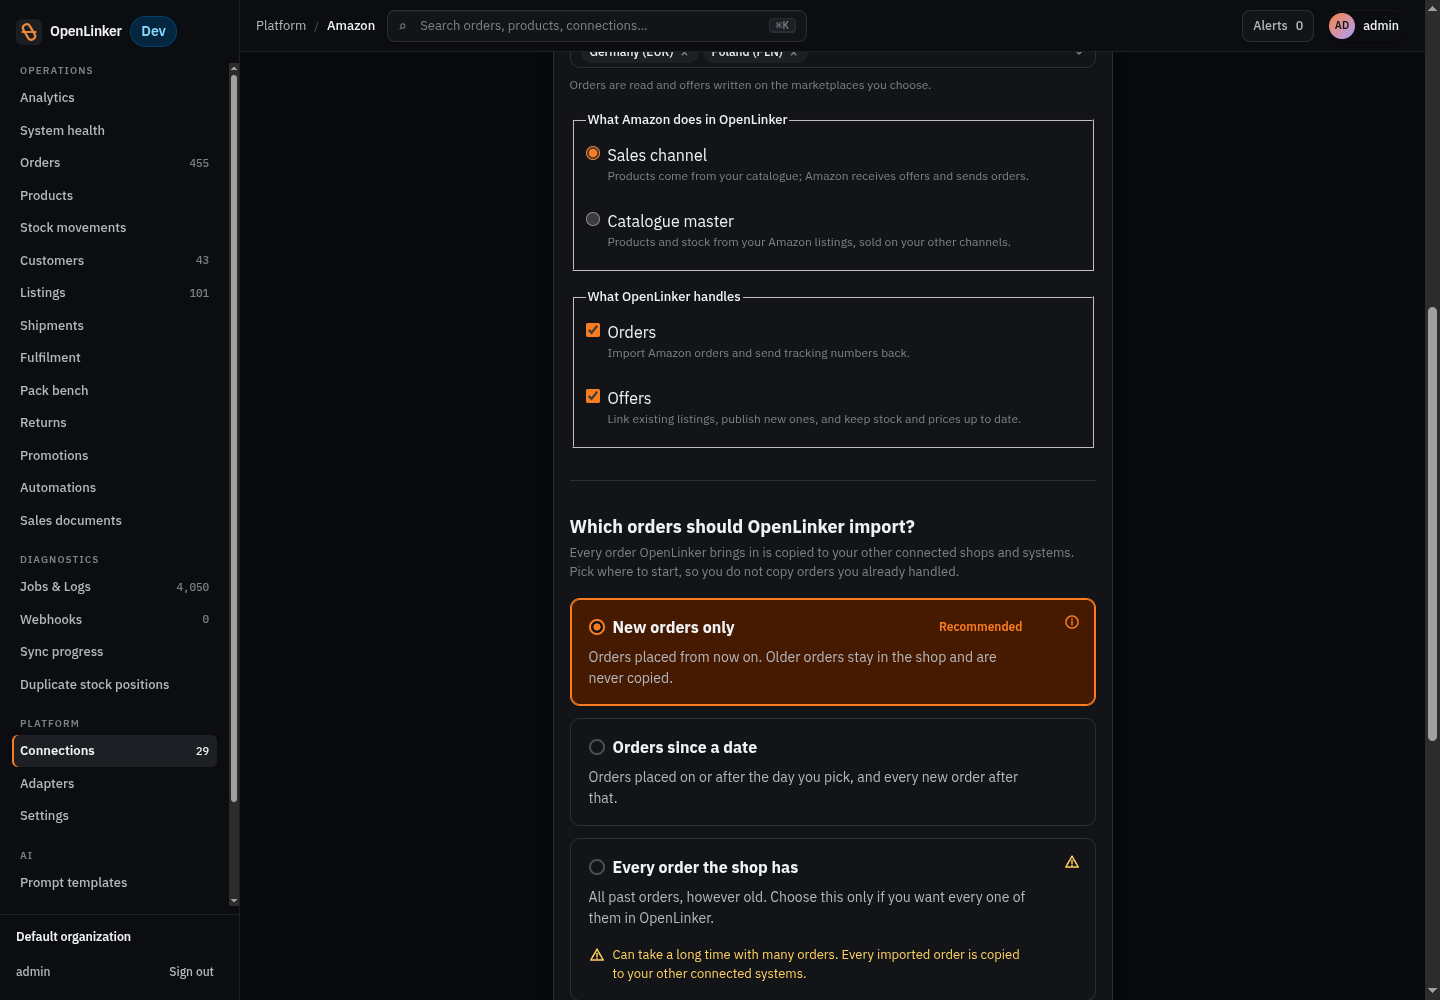 OpenLinker Dev
OPERATIONS
Analytics
System health
Orders 455
Products
Stock movements
Customers 43
Listings 101
Shipments
Fulfilment
Pack bench
Returns
Promotions
Automations
Sales documents
DIAGNOSTICS
Jobs & Logs 4,050
Webhooks 0
Sync progress
Duplicate stock positions
PLATFORM
Connections 29
Adapters
Settings
AI
Prompt templates
Default organization
admin Sign out
Platform / Amazon
Search orders, products, connections... ⌘K
Alerts 0
AD admin
Germany (EUR) × Poland (PLN) ×
Orders are read and offers written on the marketplaces you choose.
What Amazon does in OpenLinker
Sales channel
Products come from your catalogue; Amazon receives offers and sends orders.
Catalogue master
Products and stock from your Amazon listings, sold on your other channels.
What OpenLinker handles
Orders
Import Amazon orders and send tracking numbers back.
Offers
Link existing listings, publish new ones, and keep stock and prices up to date.
Which orders should OpenLinker import?
Every order OpenLinker brings in is copied to your other connected shops and systems.
Pick where to start, so you do not copy orders you already handled.
New orders only Recommended
Orders placed from now on. Older orders stay in the shop and are
never copied.
Orders since a date
Orders placed on or after the day you pick, and every new order after
that.
Every order the shop has
All past orders, however old. Choose this only if you want every one of
them in OpenLinker.
Can take a long time with many orders. Every imported order is copied
to your other connected systems.